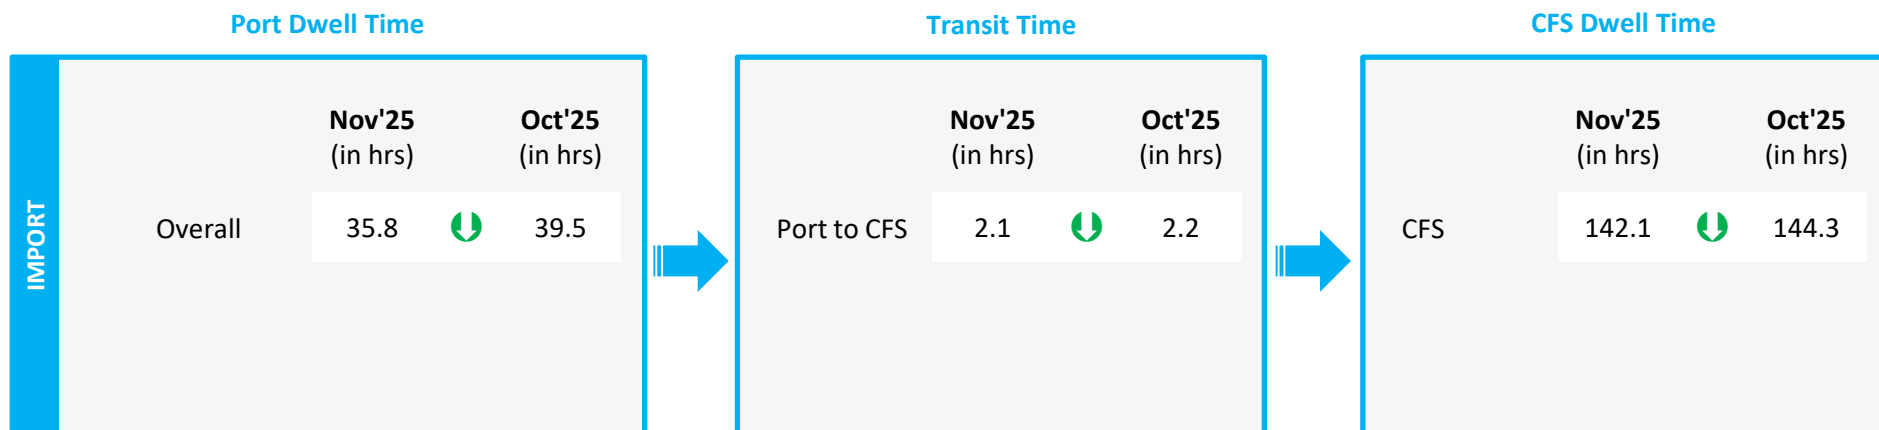 Port Dwell Time
Transit Time
CFS Dwell Time
IMPORT
Nov'25 Oct'25
(in hrs) (in hrs)
Overall 35.8 39.5
Nov'25 Oct'25
(in hrs) (in hrs)
Port to CFS 2.1 2.2
Nov'25 Oct'25
(in hrs) (in hrs)
CFS 142.1 144.3